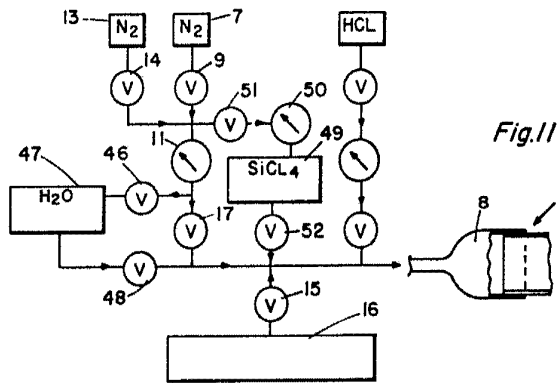 13
N2
7
N2
HCL
14
V
9
V
V
51
V
50
11
49
Fig.11
47
46
SiCL4
H2O
V
8
17
V
V
52
V
V
48
15
V
16